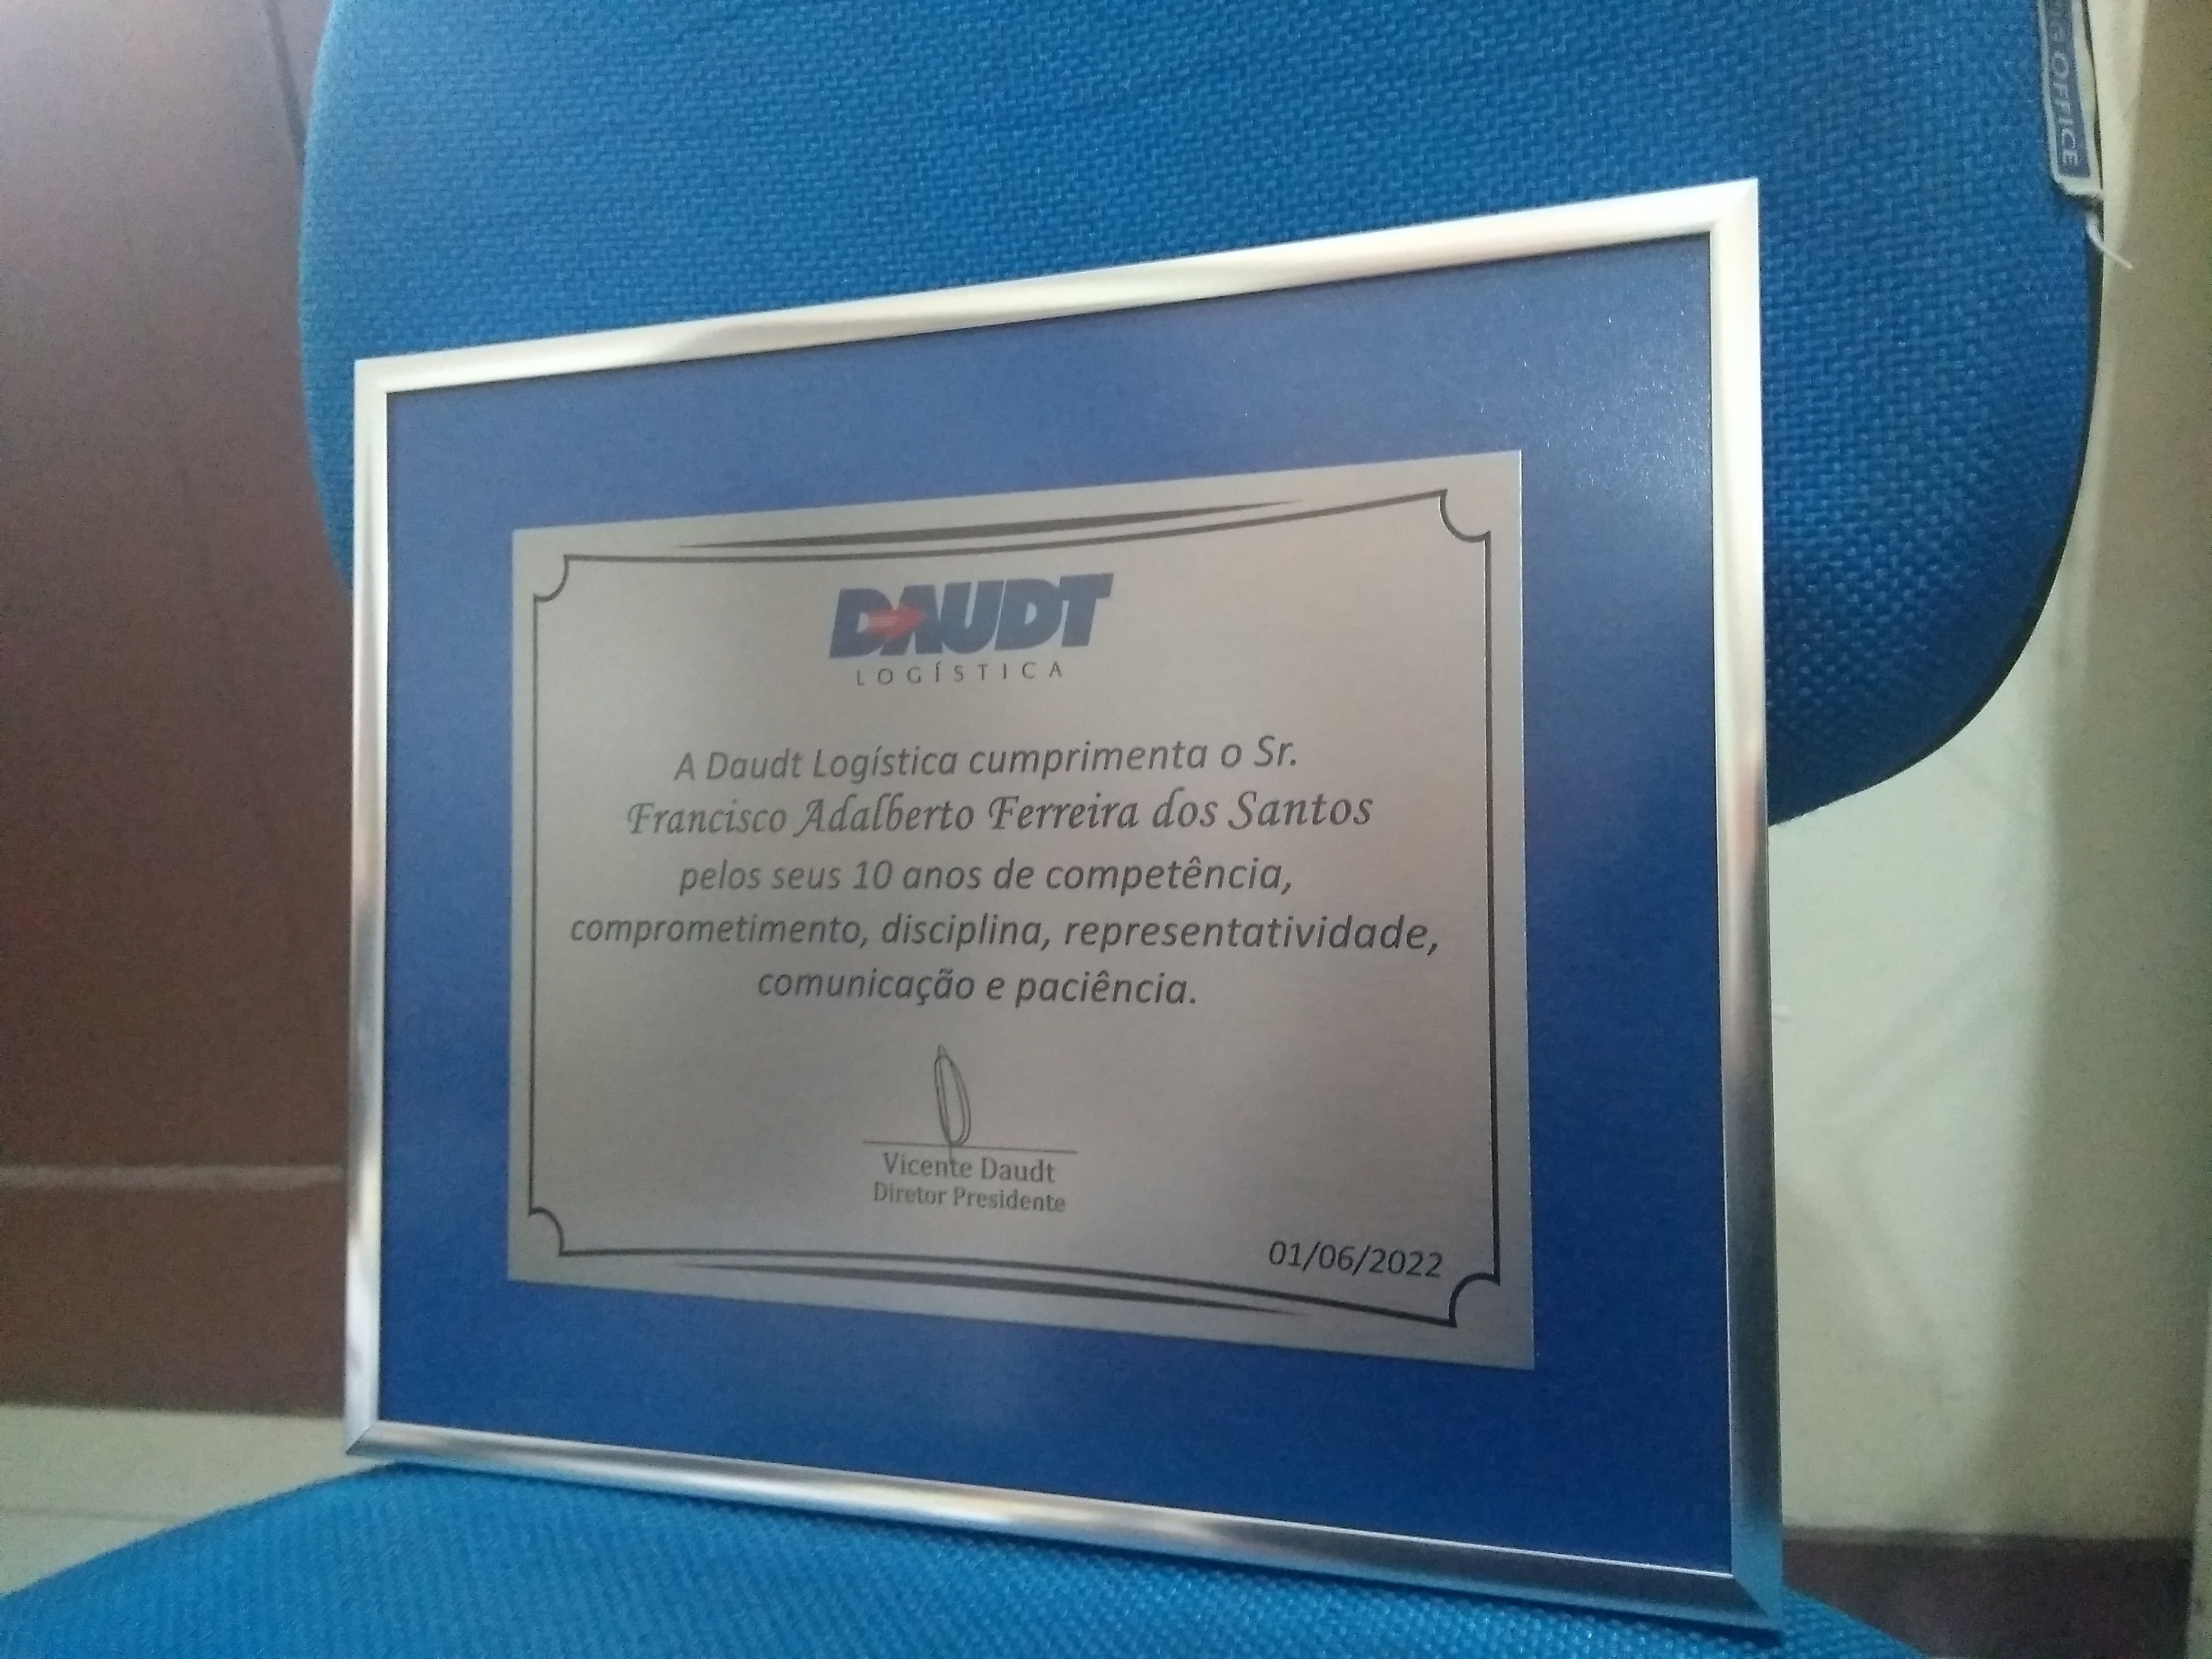 OFFICE
DAUDT
LOGÍSTICA
A Daudt Logística cumprimenta o Sr.
Francisco Adalberto Ferreira dos Santos
pelos seus 10 anos de competência,
comprometimento, disciplina, representatividade,
comunicação e paciência.
Vicente Daudt
Diretor Presidente
01/06/2022